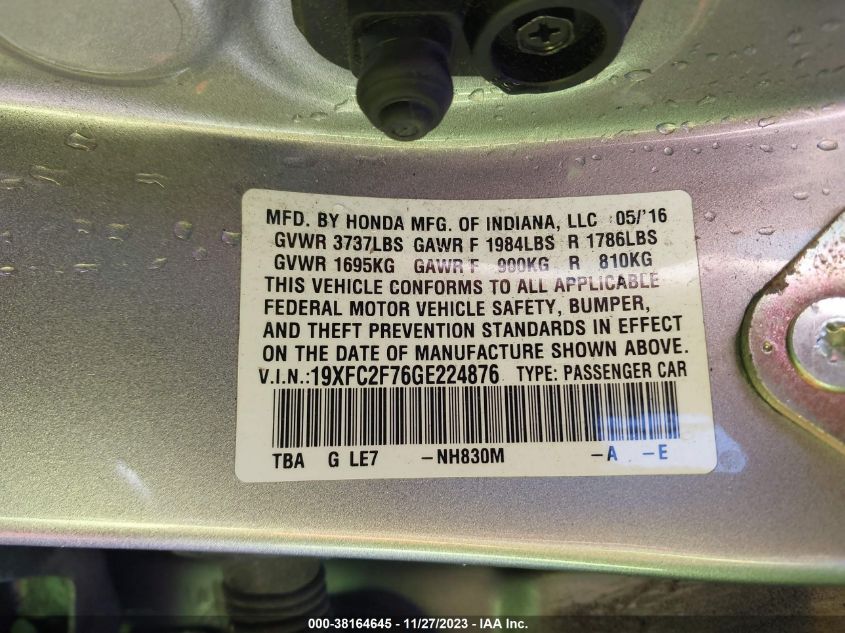 MFD. BY HONDA MFG. OF INDIANA, LLC 05/'16
GVWR 3737LBS GAWR F 1984LBS R 1786LBS
GVWR 1695KG GAWR F 900KG R 810KG
THIS VEHICLE CONFORMS TO ALL APPLICABLE
FEDERAL MOTOR VEHICLE SAFETY, BUMPER,
AND THEFT PREVENTION STANDARDS IN EFFECT
ON THE DATE OF MANUFACTURE SHOWN ABOVE.
V.I.N.:19XFC2F76GE224876 TYPE: PASSENGER CAR
TBA G LE7 -NH830M -A -E
000-38164645 - 11/27/2023 - IAA Inc.